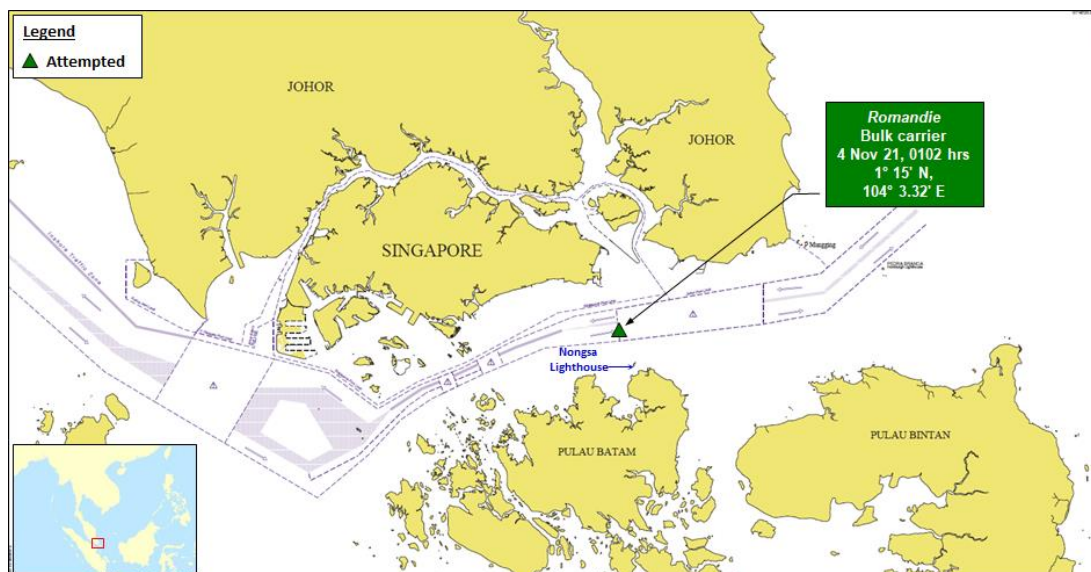 Legend
Attempted
JOHOR
JOHOR
Romandie
Bulk carrier
4 Nov 21, 0102 hrs
1° 15' N,
104° 3.32' E
SINGAPORE
Nongsa
Lighthouse
PULAU BATAM
PULAU BINTAN